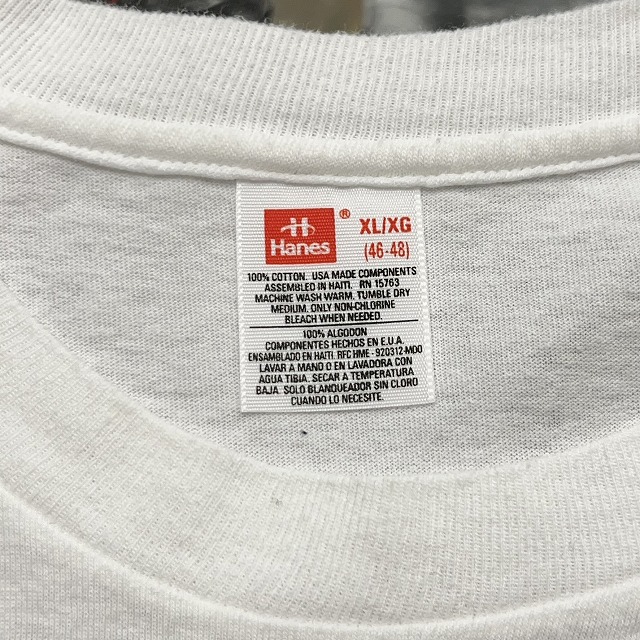 H
Hanes ®
XL/XG
(46-48)
100% COTTON. USA MADE COMPONENTS
ASSEMBLED IN HAITI. RN 15763
MACHINE WASH WARM. TUMBLE DRY
MEDIUM. ONLY NON-CHLORINE
BLEACH WHEN NEEDED.
100% ALGODON
COMPONENTES HECHOS EN E.U.A.
ENSAMBLADO EN HAITI. RFC HME - 920312-MD0
LAVAR A MANO O EN LAVADORA CON
AGUA TIBIA. SECAR A TEMPERATURA
BAJA. SOLO BLANQUEADOR SIN CLORO
CUANDO LO NECESITE.